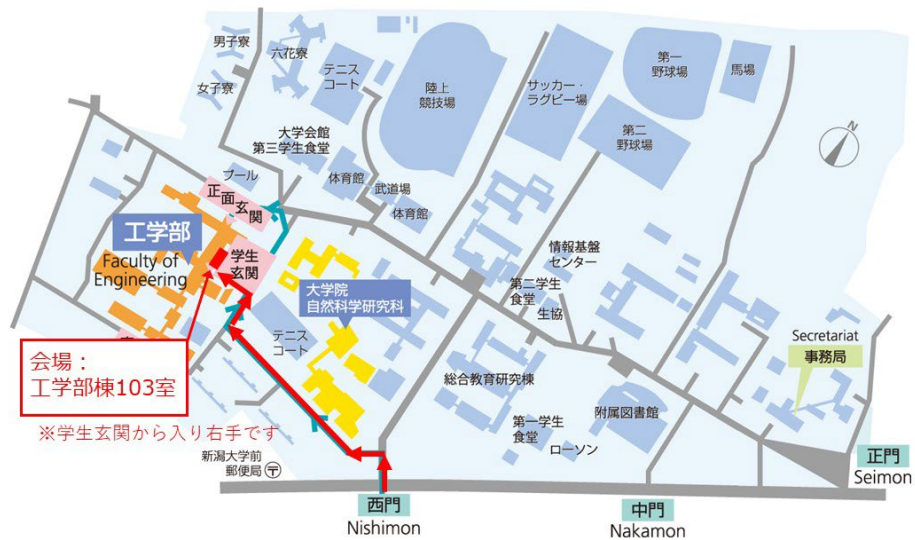 男子寮
六花寮
女子寮
テニス
コート
陸上
競技場
サッカー・
ラグビー場
第一
野球場
馬場
第二
野球場
N
大学会館
第三学生食堂
プール
体育館
武道場
体育館
正面玄関
工学部
Faculty of
Engineering
学生
玄関
大学院
自然科学研究科
テニス
コート
情報基盤
センター
第二学生
食堂
生協
Secretariat
事務局
会場：
工学部棟103室
※学生玄関から入り右手です
総合教育研究棟
第一学生
食堂
ローソン
附属図書館
新潟大学前
郵便局
西門
Nishimon
中門
Nakamon
正門
Seimon